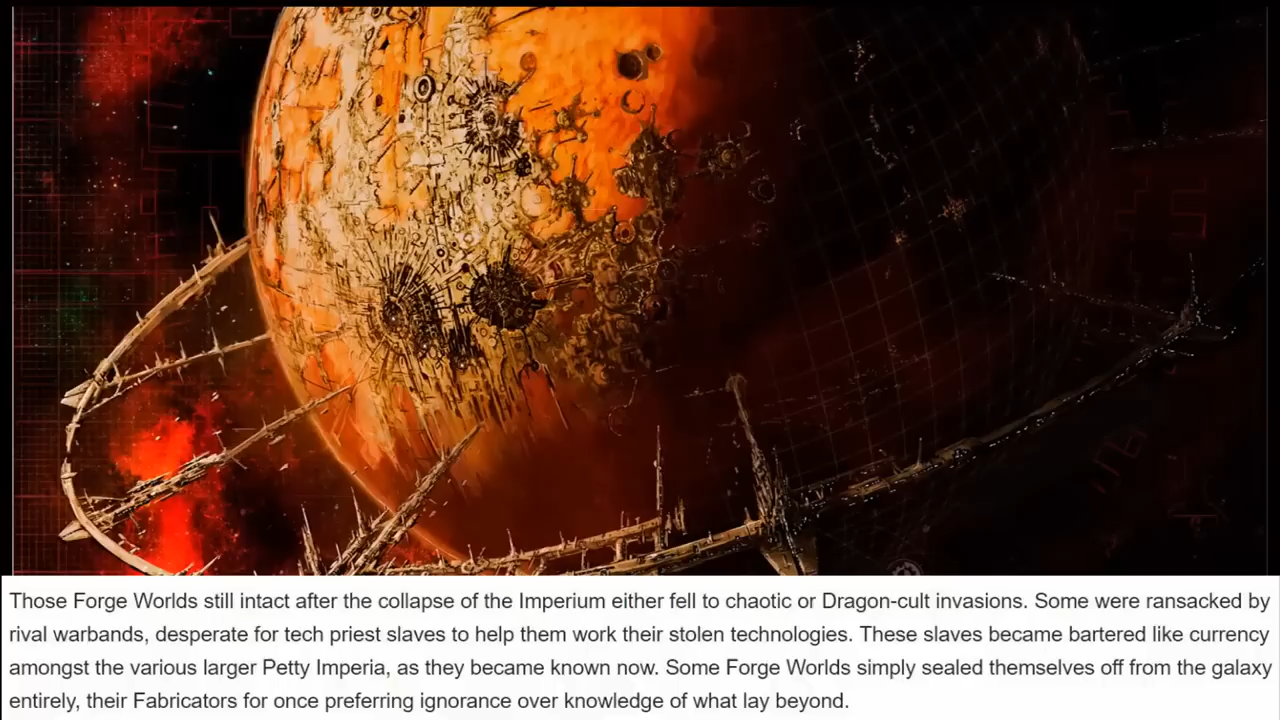 Those Forge Worlds still intact after the collapse of the Imperium either fell to chaotic or Dragon-cult invasions. Some were ransacked by
rival warbands, desperate for tech priest slaves to help them work their stolen technologies. These slaves became bartered like currency
amongst the various larger Petty Imperia, as they became known now. Some Forge Worlds simply sealed themselves off from the galaxy
entirely, their Fabricators for once preferring ignorance over knowledge of what lay beyond.